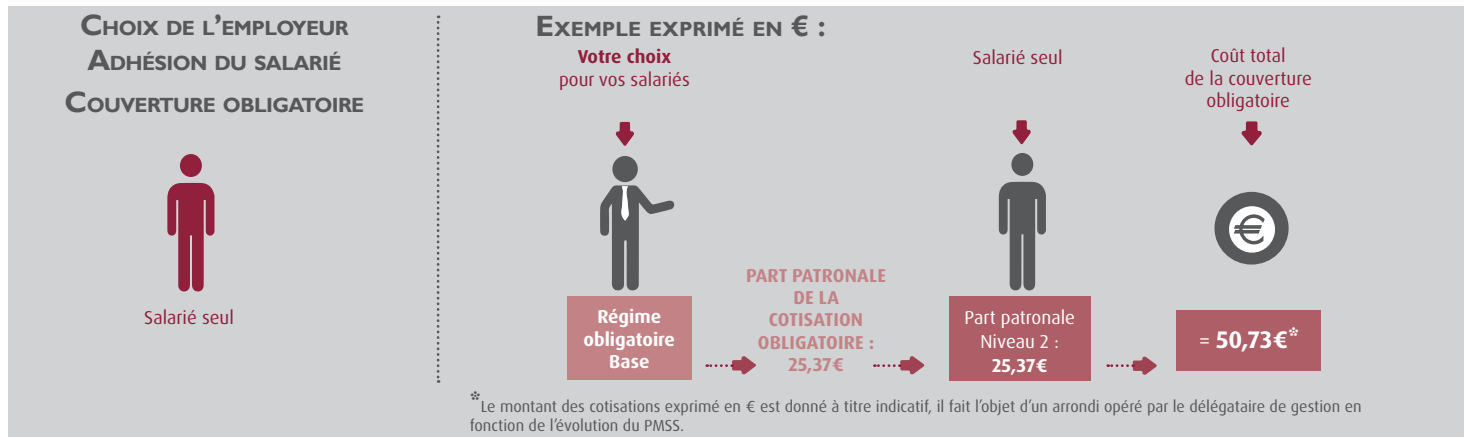 CHOIX DE L'EMPLOYEUR
ADHÉSION DU SALARIÉ
COUVERTURE OBLIGATOIRE
Salarié seul
EXEMPLE EXPRIMÉ EN € :
Votre choix
pour vos salariés
Salarié seul
Coût total
de la couverture
obligatoire
€
Régime
obligatoire
Base
PART PATRONALE
DE LA
COTISATION
OBLIGATOIRE :
25,37€
Part patronale
Niveau 2 :
25,37€
= 50,73€*
*Le montant des cotisations exprimé en € est donné à titre indicatif, il fait l'objet d'un arrondi opéré par le délégataire de gestion en
fonction de l'évolution du PMSS.